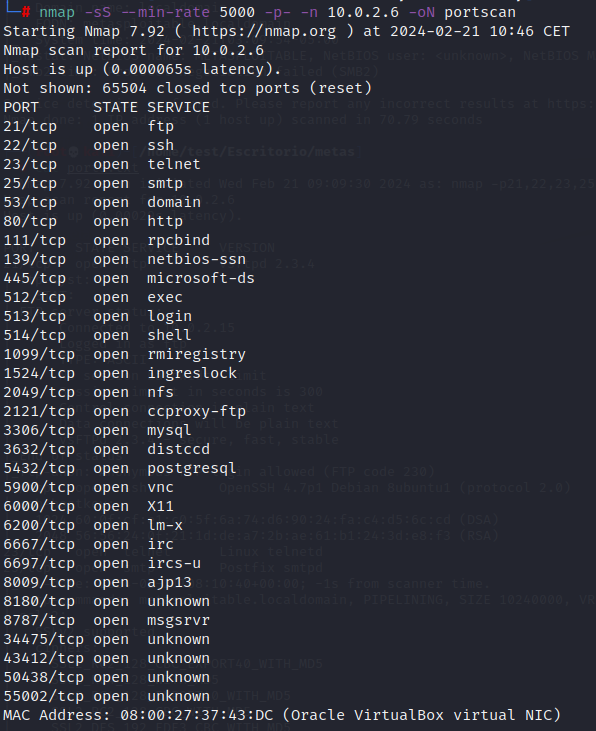 ─# nmap -sS --min-rate 5000 -p- -n 10.0.2.6 -oN portscan
Starting Nmap 7.92 ( https://nmap.org ) at 2024-02-21 10:46 CET
Nmap scan report for 10.0.2.6
Host is up (0.000065s latency).
Not shown: 65504 closed tcp ports (reset)
PORT      STATE SERVICE
21/tcp    open  ftp
22/tcp    open  ssh
23/tcp    open  telnet
25/tcp    open  smtp
53/tcp    open  domain
80/tcp    open  http
111/tcp   open  rpcbind
139/tcp   open  netbios-ssn
445/tcp   open  microsoft-ds
512/tcp   open  exec
513/tcp   open  login
514/tcp   open  shell
1099/tcp  open  rmiregistry
1524/tcp  open  ingreslock
2049/tcp  open  nfs
2121/tcp  open  ccproxy-ftp
3306/tcp  open  mysql
3632/tcp  open  distccd
5432/tcp  open  postgresql
5900/tcp  open  vnc
6000/tcp  open  X11
6200/tcp  open  lm-x
6667/tcp  open  irc
6697/tcp  open  ircs-u
8009/tcp  open  ajp13
8180/tcp  open  unknown
8787/tcp  open  msgsrvr
34475/tcp open  unknown
43412/tcp open  unknown
50438/tcp open  unknown
55002/tcp open  unknown
MAC Address: 08:00:27:37:43:DC (Oracle VirtualBox virtual NIC)